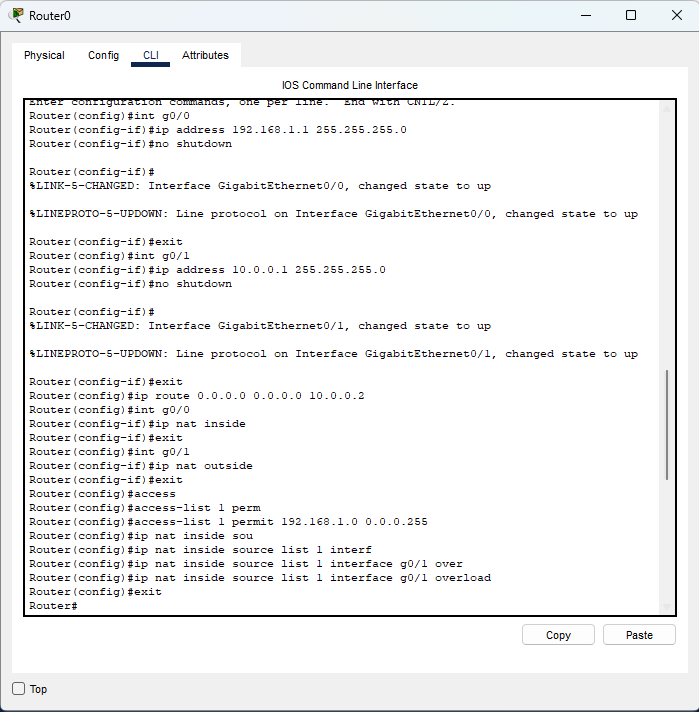 Router0
Physical Config CLI Attributes
IOS Command Line Interface
Enter configuration commands, one per line. End with CNTL/Z.
Router(config)#int g0/0
Router(config-if)#ip address 192.168.1.1 255.255.255.0
Router(config-if)#no shutdown
Router(config-if)#
%LINK-5-CHANGED: Interface GigabitEthernet0/0, changed state to up
%LINEPROTO-5-UPDOWN: Line protocol on Interface GigabitEthernet0/0, changed state to up
Router(config-if)#exit
Router(config)#int g0/1
Router(config-if)#ip address 10.0.0.1 255.255.255.0
Router(config-if)#no shutdown
Router(config-if)#
%LINK-5-CHANGED: Interface GigabitEthernet0/1, changed state to up
%LINEPROTO-5-UPDOWN: Line protocol on Interface GigabitEthernet0/1, changed state to up
Router(config-if)#exit
Router(config)#ip route 0.0.0.0 0.0.0.0 10.0.0.2
Router(config)#int g0/0
Router(config-if)#ip nat inside
Router(config-if)#exit
Router(config)#int g0/1
Router(config-if)#ip nat outside
Router(config-if)#exit
Router(config)#access
Router(config)#access-list 1 perm
Router(config)#access-list 1 permit 192.168.1.0 0.0.0.255
Router(config)#ip nat inside sou
Router(config)#ip nat inside source list 1 interf
Router(config)#ip nat inside source list 1 interface g0/1 over
Router(config)#ip nat inside source list 1 interface g0/1 overload
Router(config)#exit
Router#
Copy Paste
Top